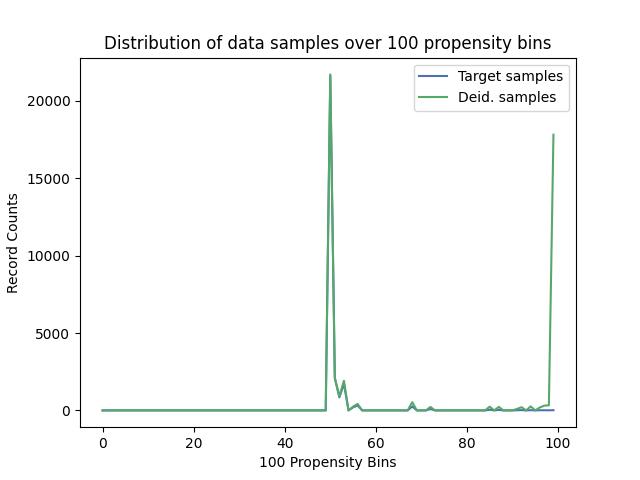 Distribution of data samples over 100 propensity bins
Target samples
Deid. samples
20000
15000
10000
5000
0
Record Counts
0 20 40 60 80 100
100 Propensity Bins